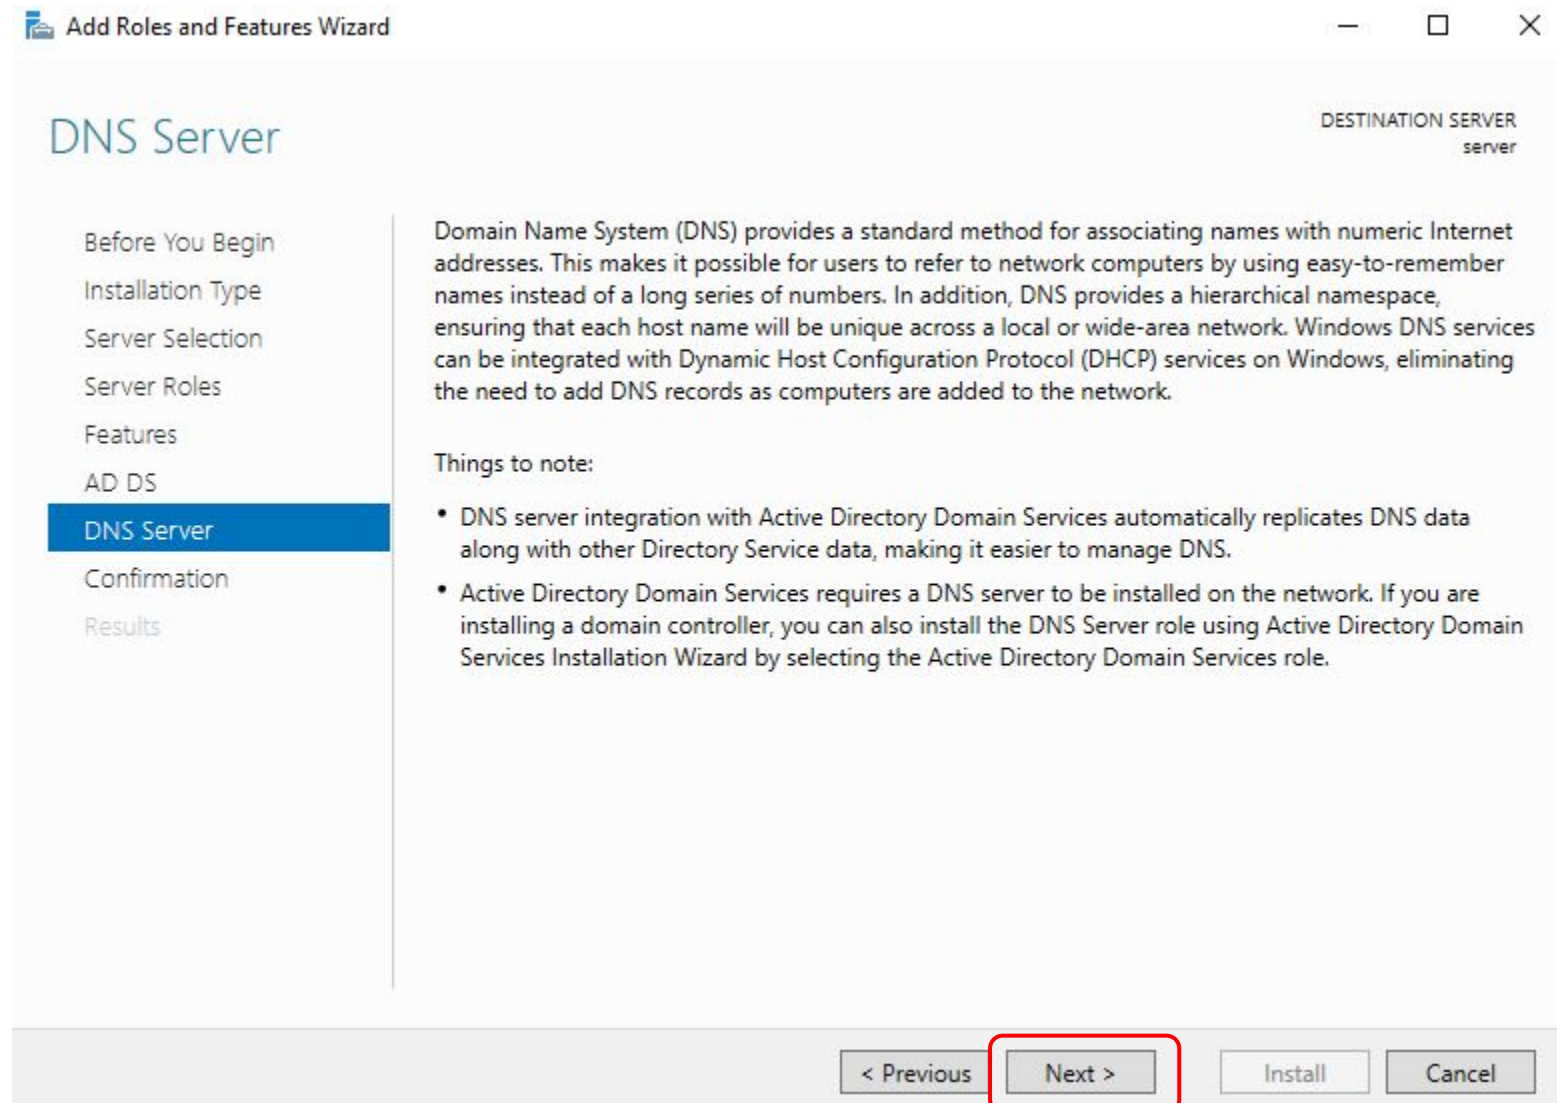 Add Roles and Features Wizard
DNS Server
DESTINATION SERVER
server
Before You Begin
Installation Type
Server Selection
Server Roles
Features
AD DS
DNS Server
Confirmation
Results
Domain Name System (DNS) provides a standard method for associating names with numeric Internet
addresses. This makes it possible for users to refer to network computers by using easy-to-remember
names instead of a long series of numbers. In addition, DNS provides a hierarchical namespace,
ensuring that each host name will be unique across a local or wide-area network. Windows DNS services
can be integrated with Dynamic Host Configuration Protocol (DHCP) services on Windows, eliminating
the need to add DNS records as computers are added to the network.
Things to note:
• DNS server integration with Active Directory Domain Services automatically replicates DNS data
along with other Directory Service data, making it easier to manage DNS.
• Active Directory Domain Services requires a DNS server to be installed on the network. If you are
installing a domain controller, you can also install the DNS Server role using Active Directory Domain
Services Installation Wizard by selecting the Active Directory Domain Services role.
< Previous
Next >
Install
Cancel